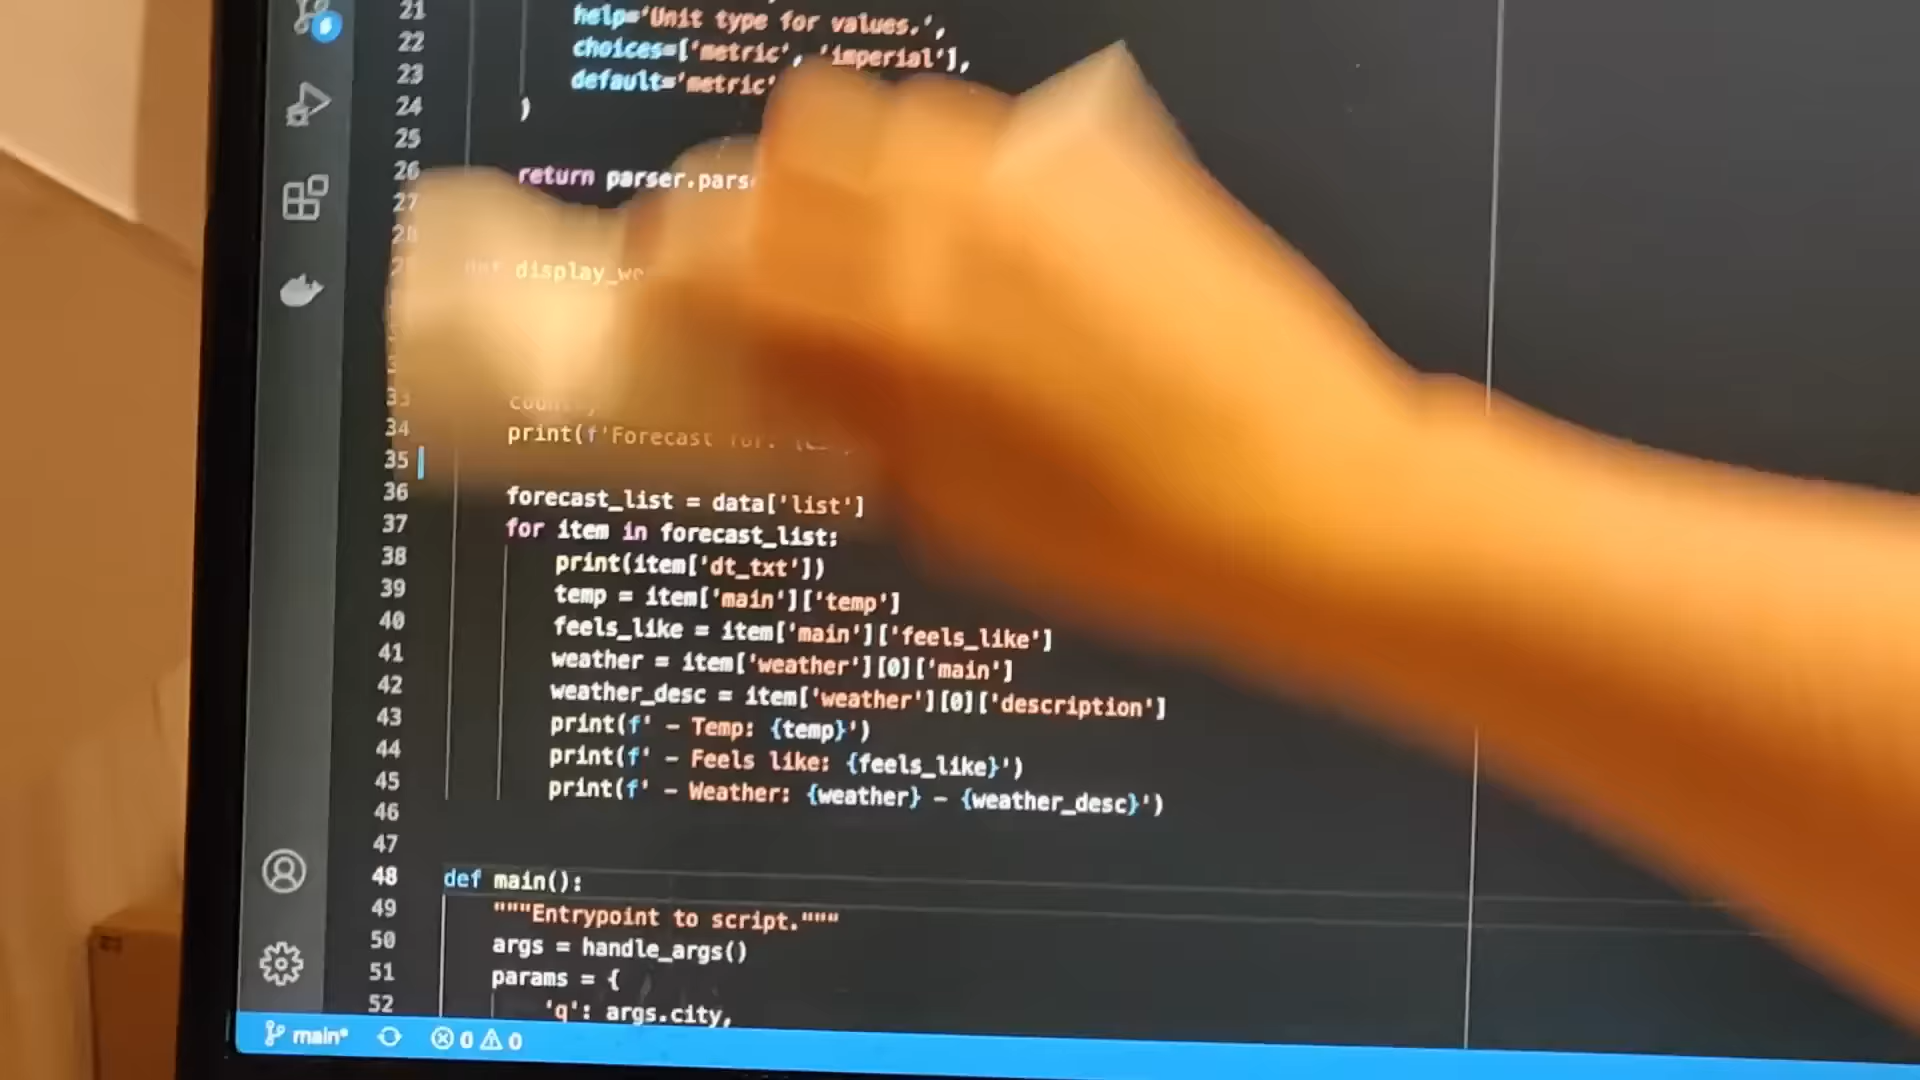 21 help='Unit type for values.',
22 choices=['metric', 'imperial'],
23 default='metric'
24 )
25
26 return parser.pars
27
display_we
33
34 print(f'Forecast for:
35
36 forecast_list = data['list']
37 for item in forecast_list:
38 print(item['dt_txt'])
39 temp = item['main']['temp']
40 feels_like = item['main']['feels_like']
41 weather = item['weather'][0]['main']
42 weather_desc = item['weather'][0]['description']
43 print(f' - Temp: {temp}')
44 print(f' - Feels like: {feels_like}')
45 print(f' - Weather: {weather} - {weather_desc}')
46
47
48 def main():
49 """Entrypoint to script."""
50 args = handle_args()
51 params = {
52 'q': args.city,
main* 0 0